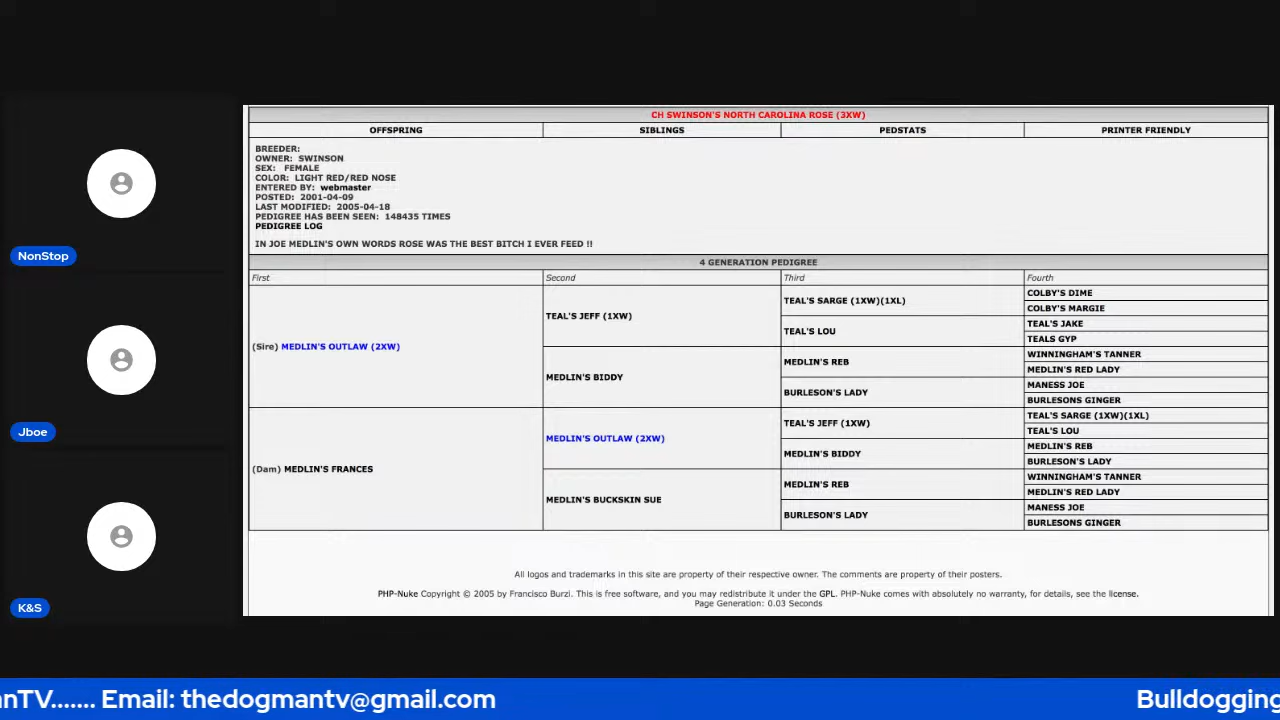 CH SWINSON'S NORTH CAROLINA ROSE (3XW)
OFFSPRING SIBLINGS PEDSTATS PRINTER FRIENDLY
BREEDER:
OWNER: SWINSON
SEX: FEMALE
COLOR: LIGHT RED/RED NOSE
ENTERED BY: webmaster
POSTED: 2001-04-09
LAST MODIFIED: 2005-04-18
PEDIGREE HAS BEEN SEEN: 148435 TIMES
PEDIGREE LOG
IN JOE MEDLIN'S OWN WORDS ROSE WAS THE BEST BITCH I EVER FEED !!
4 GENERATION PEDIGREE
First Second Third Fourth
(Sire) MEDLIN'S OUTLAW (2XW)
TEAL'S JEFF (1XW)
TEAL'S SARGE (1XW)(1XL)
COLBY'S DIME
COLBY'S MARGIE
TEAL'S LOU
TEAL'S JAKE
TEALS GYP
MEDLIN'S BIDDY
MEDLIN'S REB
WINNINGHAM'S TANNER
MEDLIN'S RED LADY
BURLESON'S LADY
MANESS JOE
BURLESONS GINGER
(Dam) MEDLIN'S FRANCES
MEDLIN'S OUTLAW (2XW)
TEAL'S JEFF (1XW)
TEAL'S SARGE (1XW)(1XL)
TEAL'S LOU
MEDLIN'S BIDDY
MEDLIN'S REB
BURLESON'S LADY
MEDLIN'S BUCKSKIN SUE
MEDLIN'S REB
WINNINGHAM'S TANNER
MEDLIN'S RED LADY
BURLESON'S LADY
MANESS JOE
BURLESONS GINGER
All logos and trademarks in this site are property of their respective owner. The comments are property of their posters.
PHP-Nuke Copyright © 2005 by Francisco Burzi. This is free software, and you may redistribute it under the GPL. PHP-Nuke comes with absolutely no warranty, for details, see the license.
Page Generation: 0.03 Seconds
NonStop
Jboe
K&S
anTV....... Email: thedogmantv@gmail.com Bulldogging